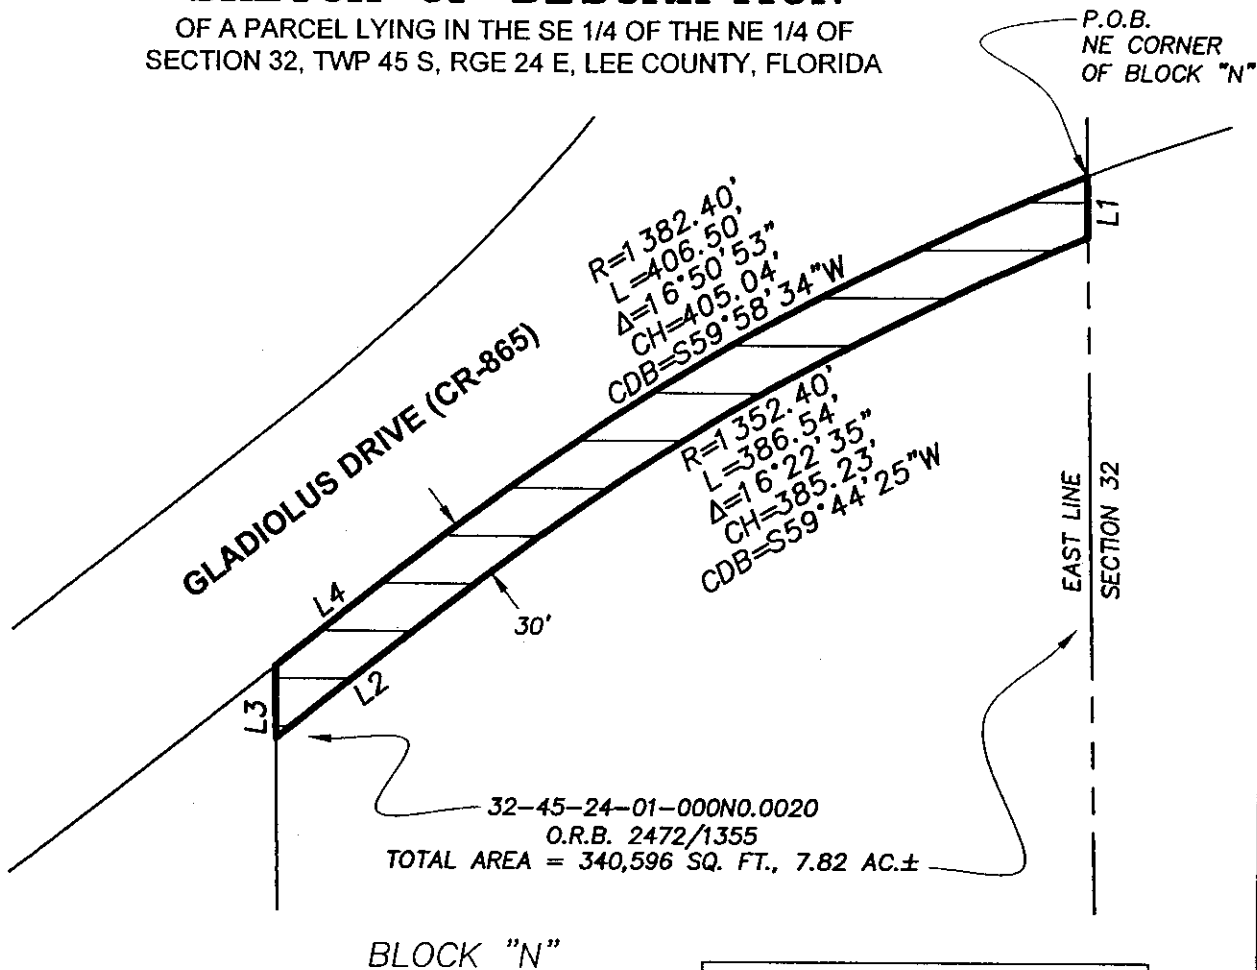 OF A PARCEL LYING IN THE SE 1/4 OF THE NE 1/4 OF
SECTION 32, TWP 45 S, RGE 24 E, LEE COUNTY, FLORIDA
P.O.B.
NE CORNER
OF BLOCK "N"
L1
R=1382.40',
L=406.50',
Δ=16°50'53"
CH=405.04',
CDB=S59°58'34"W
GLADIOLUS DRIVE (CR-865)
R=1352.40',
L=386.54',
Δ=16°22'35"
CH=385.23',
CDB=S59°44'25"W
EAST LINE
SECTION 32
L4
30'
L2
L3
32-45-24-01-000N0.0020
O.R.B. 2472/1355
TOTAL AREA = 340,596 SQ. FT., 7.82 AC.±
BLOCK "N"